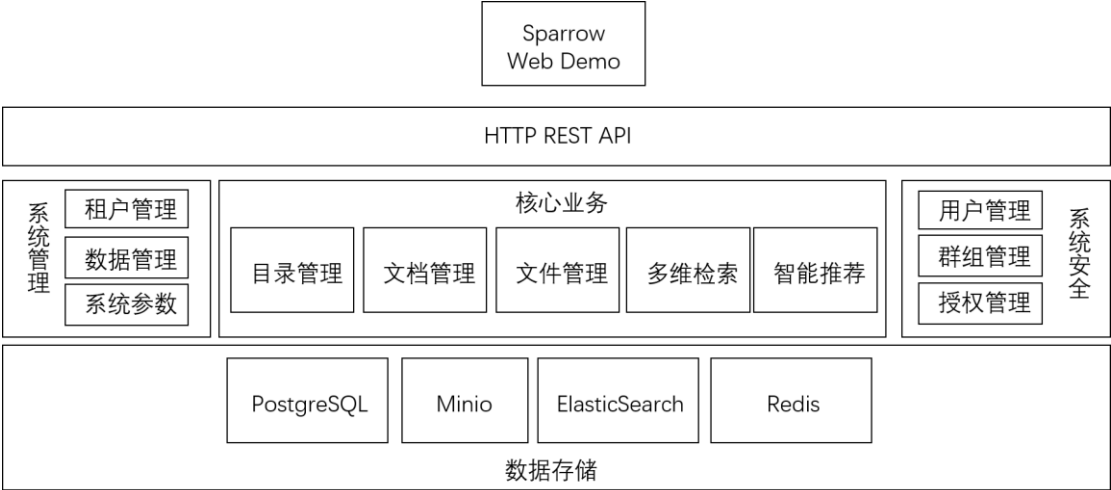 Sparrow
Web Demo
HTTP REST API
系统管理
租户管理
数据管理
系统参数
核心业务
目录管理
文档管理
文件管理
多维检索
智能推荐
用户管理
群组管理
授权管理
系统安全
PostgreSQL
Minio
ElasticSearch
Redis
数据存储